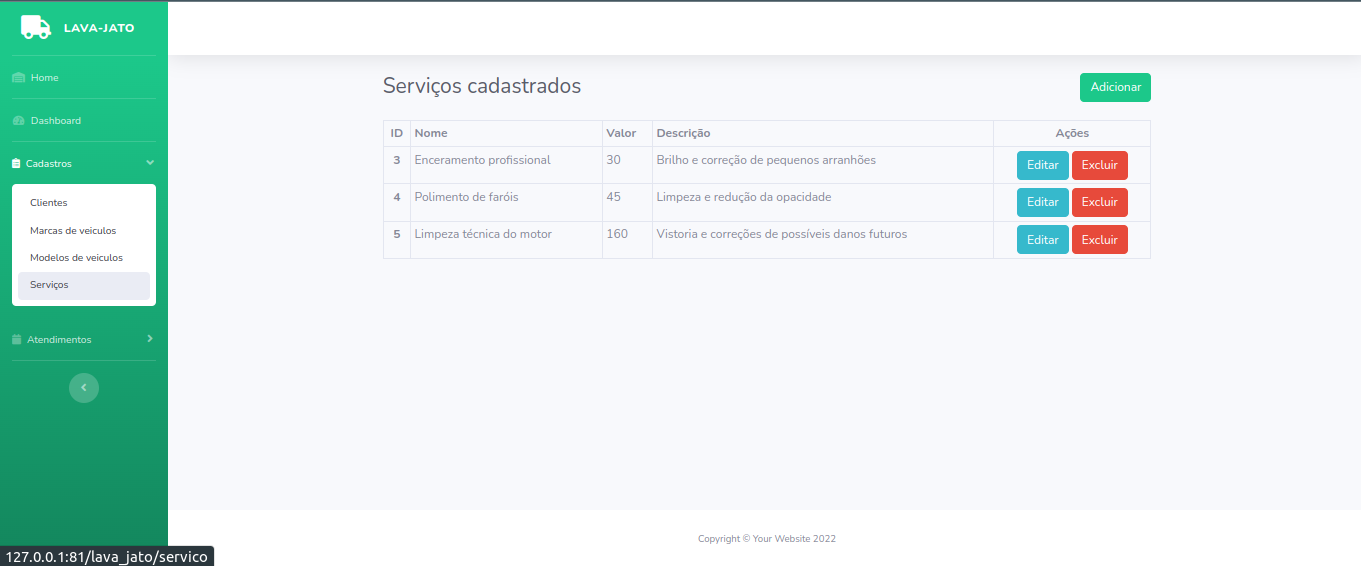 LAVA-JATO
Home
Dashboard
Cadastros
Clientes
Marcas de veiculos
Modelos de veiculos
Serviços
Atendimentos
Serviços cadastrados
Adicionar
ID Nome Valor Descrição Ações
3 Enceramento profissional 30 Brilho e correção de pequenos arranhões Editar Excluir
4 Polimento de faróis 45 Limpeza e redução da opacidade Editar Excluir
5 Limpeza técnica do motor 160 Vistoria e correções de possíveis danos futuros Editar Excluir
Copyright © Your Website 2022
127.0.0.1:81/lava_jato/servico